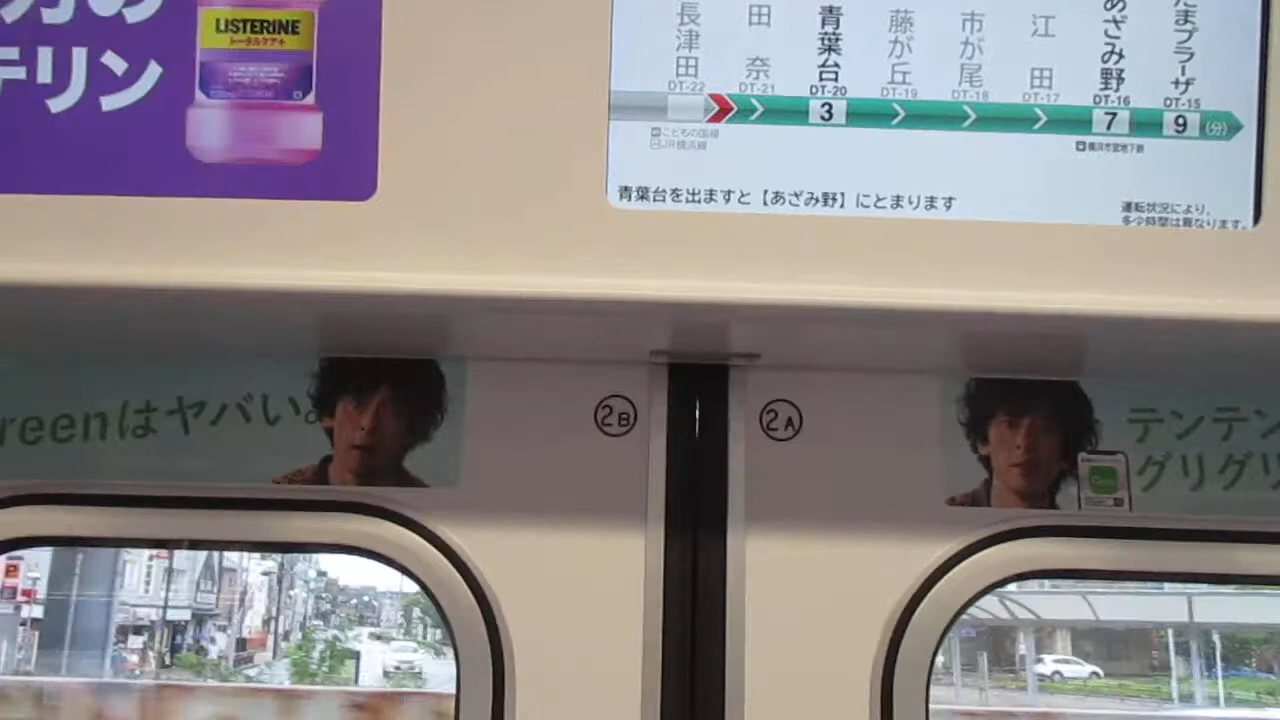 テリン
LISTERINE
トータルケア+
長津田
田奈
青葉台
藤が丘
市が尾
江田
あざみ野
たまプラーザ
DT-22
DT-21
DT-20
DT-19
DT-18
DT-17
DT-16
DT-15
3
7
9
(分)
こどもの国線
JR横浜線
横浜市営地下鉄
青葉台を出ますと【あざみ野】にとまります
運転状況により、
多少時間は異なります。
reenはヤバい
2B
2A
テンテン
グリグリ